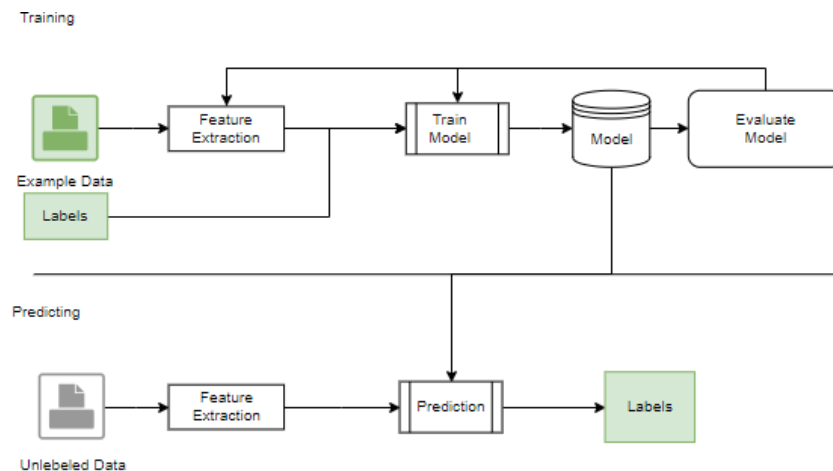 Training
Feature
Extraction
Train
Model
Model
Evaluate
Model
Example Data
Labels
Predicting
Feature
Extraction
Prediction
Labels
Unlebeled Data